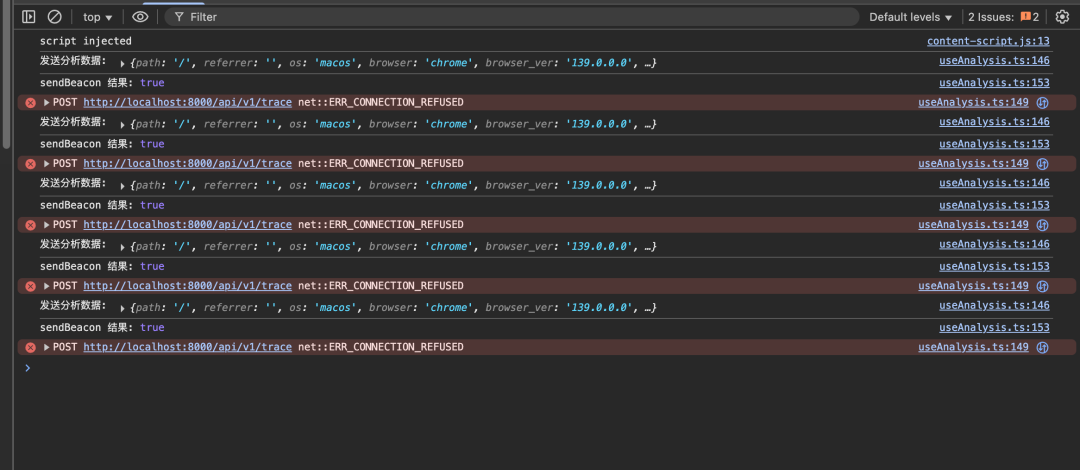 top ▼ Filter Default levels ▼ 2 Issues: 2
script injected content-script.js:13
发送分析数据: ▶ {path: '/', referrer: '', os: 'macos', browser: 'chrome', browser_ver: '139.0.0.0', …} useAnalysis.ts:146
sendBeacon 结果: true useAnalysis.ts:153
▶ POST http://localhost:8000/api/v1/trace net::ERR_CONNECTION_REFUSED useAnalysis.ts:149
发送分析数据: ▶ {path: '/', referrer: '', os: 'macos', browser: 'chrome', browser_ver: '139.0.0.0', …} useAnalysis.ts:146
sendBeacon 结果: true useAnalysis.ts:153
▶ POST http://localhost:8000/api/v1/trace net::ERR_CONNECTION_REFUSED useAnalysis.ts:149
发送分析数据: ▶ {path: '/', referrer: '', os: 'macos', browser: 'chrome', browser_ver: '139.0.0.0', …} useAnalysis.ts:146
sendBeacon 结果: true useAnalysis.ts:153
▶ POST http://localhost:8000/api/v1/trace net::ERR_CONNECTION_REFUSED useAnalysis.ts:149
发送分析数据: ▶ {path: '/', referrer: '', os: 'macos', browser: 'chrome', browser_ver: '139.0.0.0', …} useAnalysis.ts:146
sendBeacon 结果: true useAnalysis.ts:153
▶ POST http://localhost:8000/api/v1/trace net::ERR_CONNECTION_REFUSED useAnalysis.ts:149
发送分析数据: ▶ {path: '/', referrer: '', os: 'macos', browser: 'chrome', browser_ver: '139.0.0.0', …} useAnalysis.ts:146
sendBeacon 结果: true useAnalysis.ts:153
▶ POST http://localhost:8000/api/v1/trace net::ERR_CONNECTION_REFUSED useAnalysis.ts:149